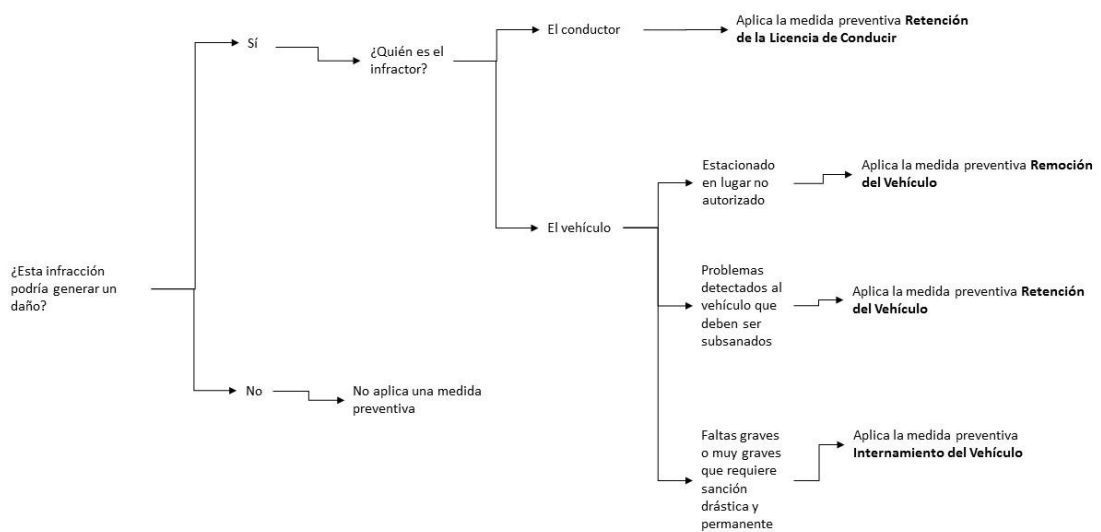 ¿Esta infracción
podría generar un
daño?
Sí
¿Quién es el
infractor?
El conductor
Aplica la medida preventiva Retención
de la Licencia de Conducir
El vehículo
Estacionado
en lugar no
autorizado
Aplica la medida preventiva Remoción
del Vehículo
Problemas
detectados al
vehículo que
deben ser
subsanados
Aplica la medida preventiva Retención
del Vehículo
Faltas graves
o muy graves
que requiere
sanción
drástica y
permanente
Aplica la medida preventiva
Internamiento del Vehículo
No
No aplica una medida
preventiva